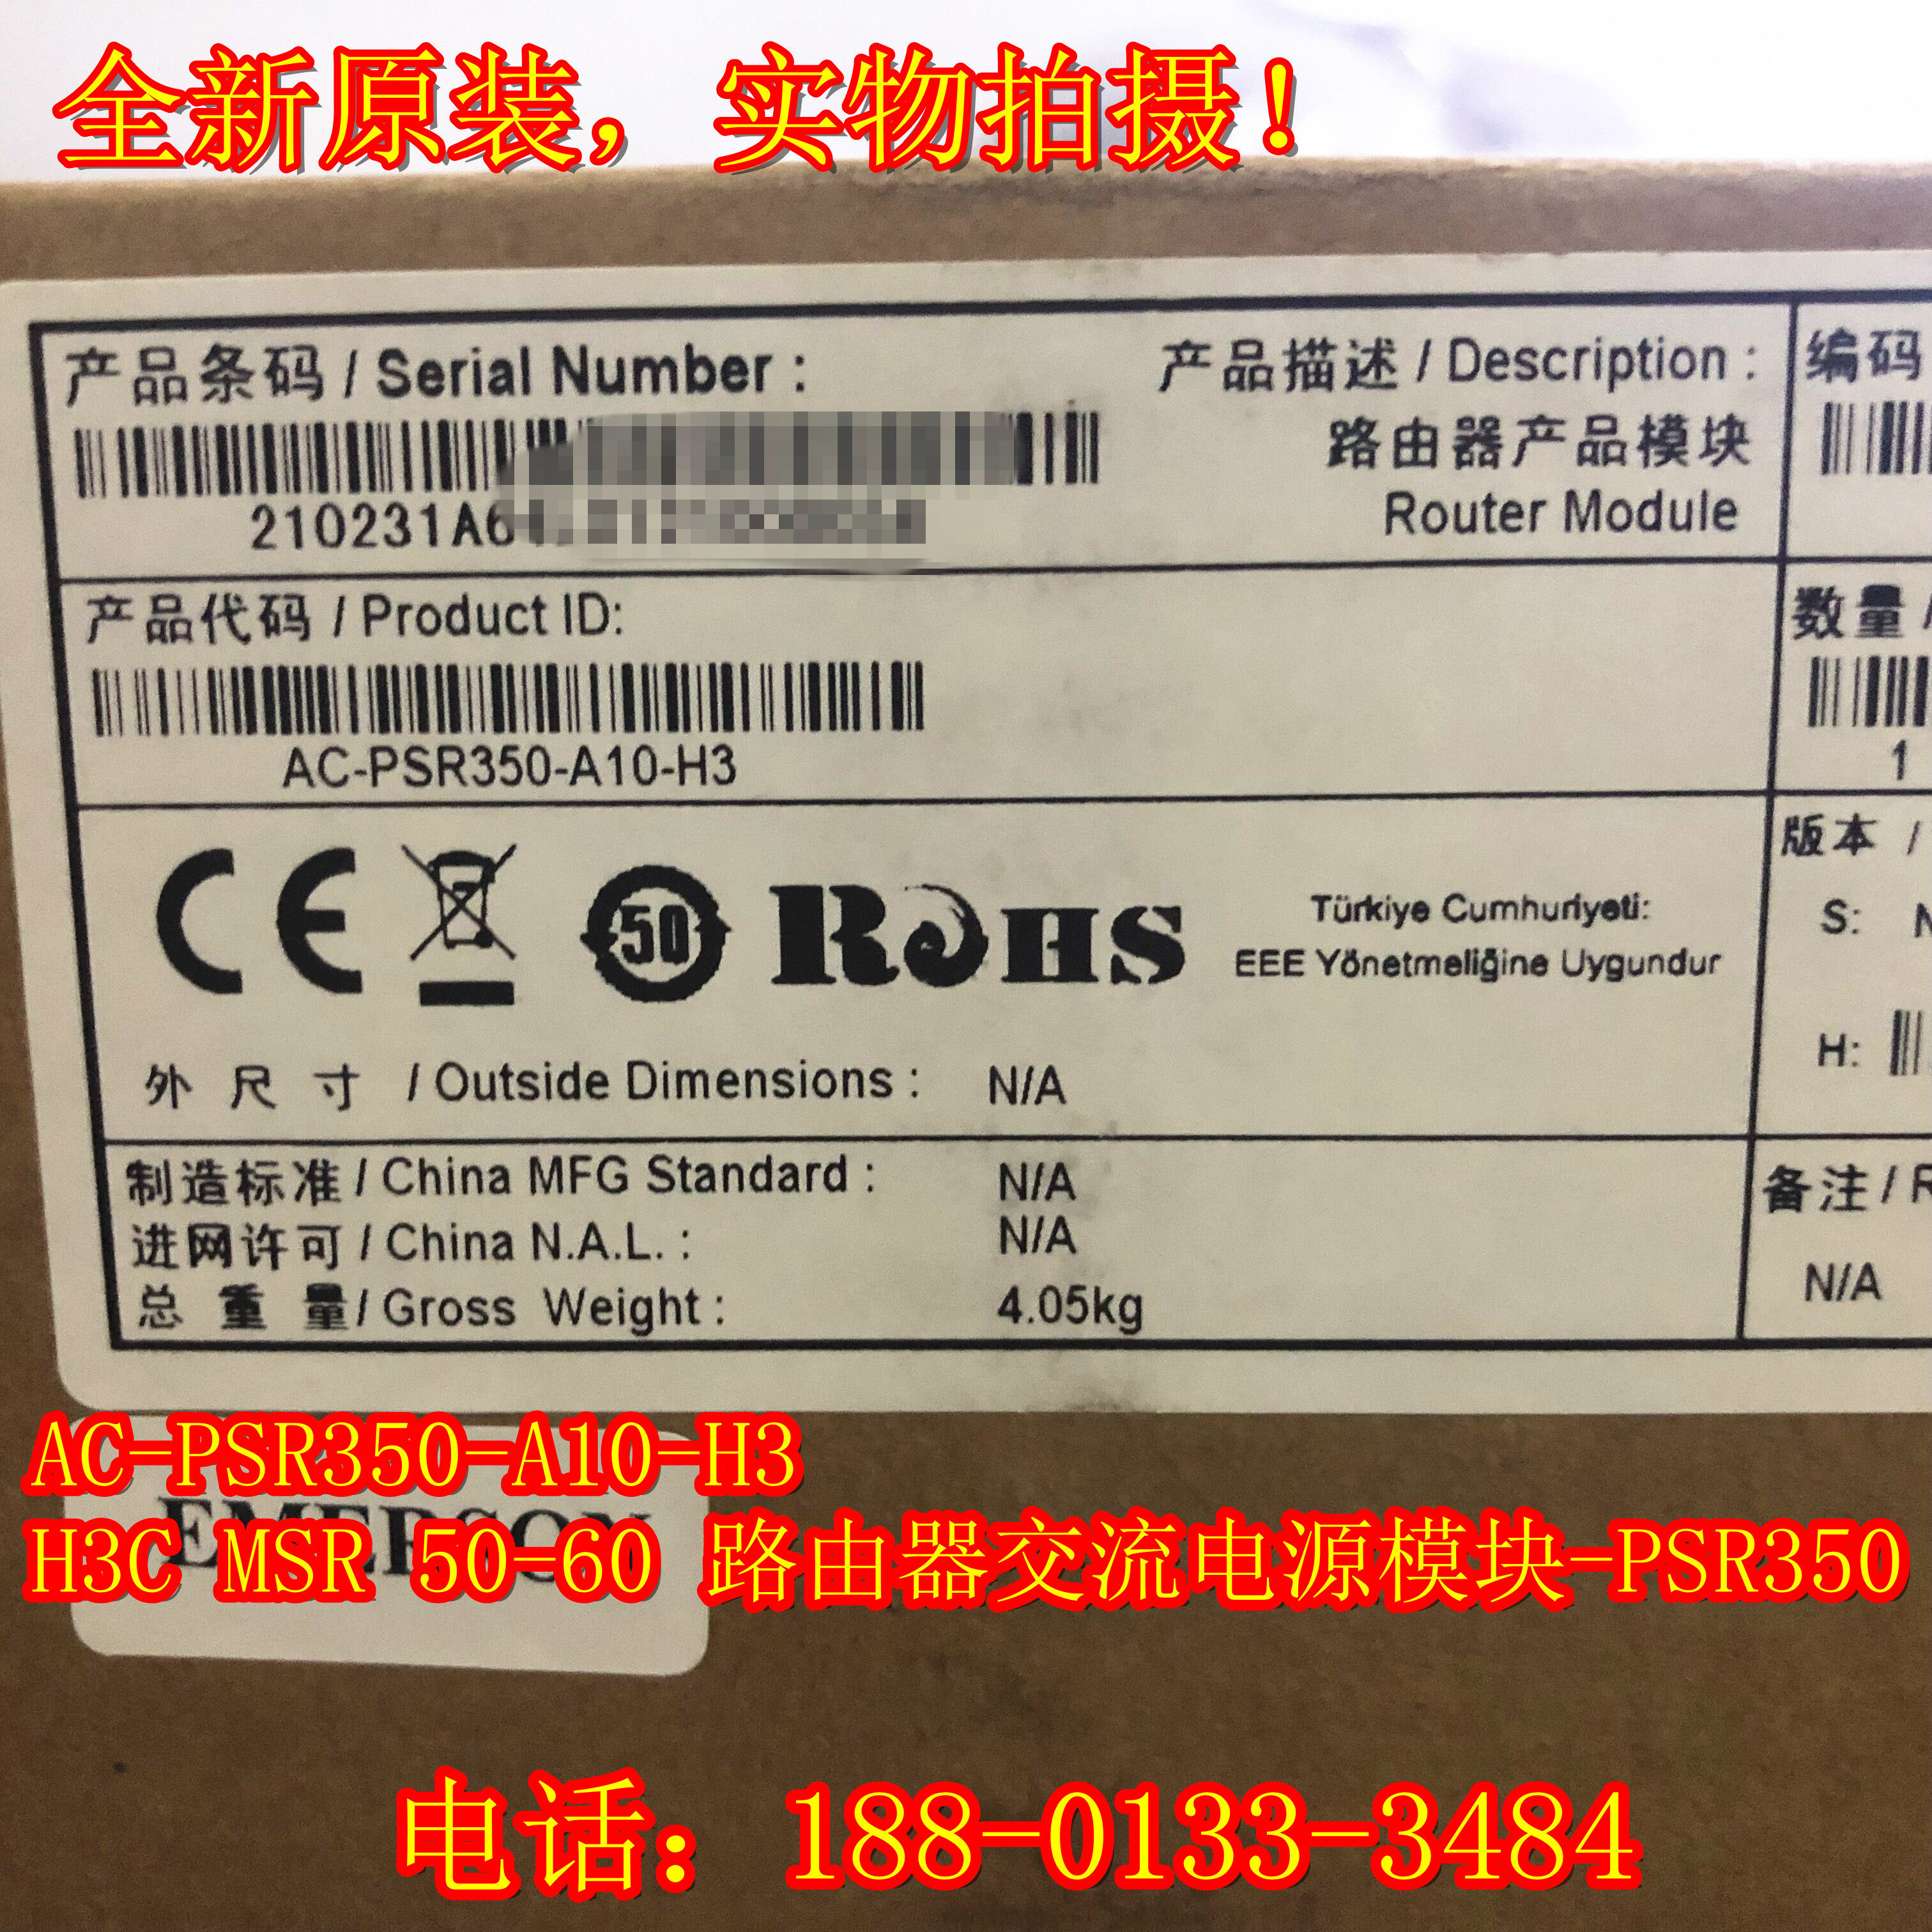 全新原装，实物拍摄！
产品条码 / Serial Number :
210231A6
产品描述 / Description :
路由器产品模块
Router Module
编码
产品代码 / Product ID:
AC-PSR350-A10-H3
数量 /
1
CE
50
RoHS
Türkiye Cumhuriyeti:
EEE Yönetmeliğine Uygundur
版本 /
S: N
H:
外 尺 寸 / Outside Dimensions : N/A
制造标准 / China MFG Standard : N/A
进网许可 / China N.A.L. : N/A
总 重 量 / Gross Weight : 4.05kg
备注 / R
N/A
AC-PSR350-A10-H3
EMERSON
H3C MSR 50-60 路由器交流电源模块-PSR350
电话：188-0133-3484